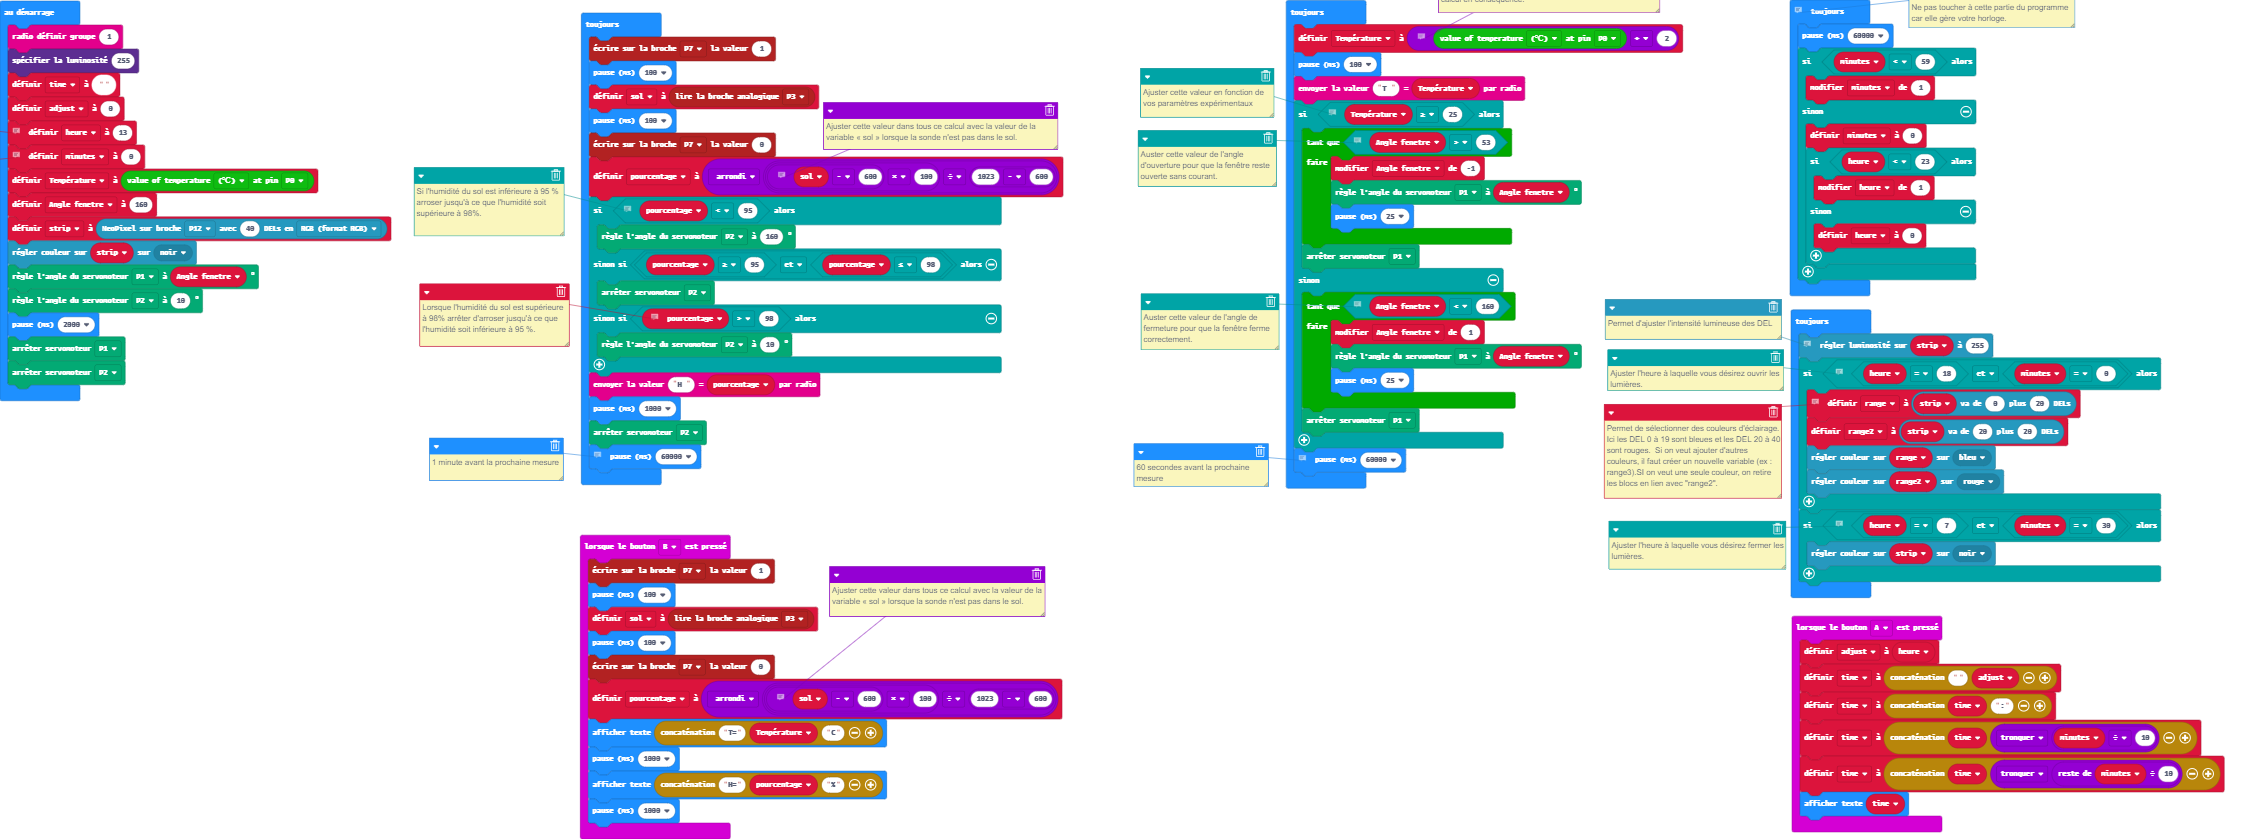 au démarrage
radio définir groupe 1
spécifier la luminosité 255
définir time à " "
définir adjust à 0
définir heure à 13
définir minutes à 0
définir Température à value of temperature (℃) at pin P0
définir Angle fenetre à 160
définir strip à NeoPixel sur broche P12 avec 40 DELs en RGB (format RGB)
régler couleur sur strip sur noir
règle l'angle du servomoteur P1 à Angle fenetre °
règle l'angle du servomoteur P2 à 10 °
pause (ms) 2000
arrêter servomoteur P1
arrêter servomoteur P2
toujours
écrire sur la broche P7 la valeur 1
pause (ms) 100
définir sol à lire la broche analogique P3
pause (ms) 100
écrire sur la broche P7 la valeur 0
définir pourcentage à arrondi sol - 600 × 100 ÷ 1023 - 600
si pourcentage < 95 alors
règle l'angle du servomoteur P2 à 160 °
sinon si pourcentage ≥ 95 et pourcentage ≤ 98 alors
arrêter servomoteur P2
sinon si pourcentage > 98 alors
règle l'angle du servomoteur P2 à 10 °
envoyer la valeur "H " = pourcentage par radio
pause (ms) 1000
arrêter servomoteur P2
pause (ms) 60000
Ajuster cette valeur dans tous ce calcul avec la valeur de la
variable « sol » lorsque la sonde n'est pas dans le sol.
Si l'humidité du sol est inférieure à 95 %
arroser jusqu'à ce que l'humidité soit
supérieure à 98%.
Lorsque l'humidité du sol est supérieure
à 98% arrêter d'arroser jusqu'à ce que
l'humidité soit inférieure à 95 %.
1 minute avant la prochaine mesure
lorsque le bouton B est pressé
écrire sur la broche P7 la valeur 1
pause (ms) 100
définir sol à lire la broche analogique P3
pause (ms) 100
écrire sur la broche P7 la valeur 0
définir pourcentage à arrondi sol - 600 × 100 ÷ 1023 - 600
afficher texte concaténation "T=" Température "C"
pause (ms) 1000
afficher texte concaténation "H=" pourcentage "%"
pause (ms) 1000
Ajuster cette valeur dans tous ce calcul avec la valeur de la
variable « sol » lorsque la sonde n'est pas dans le sol.
calcul en conséquence.
toujours
définir Température à value of temperature (℃) at pin P0 + 2
pause (ms) 100
envoyer la valeur "T " = Température par radio
si Température ≥ 25 alors
tant que Angle fenetre > 53
faire modifier Angle fenetre de -1
règle l'angle du servomoteur P1 à Angle fenetre °
pause (ms) 25
arrêter servomoteur P1
sinon
tant que Angle fenetre < 160
faire modifier Angle fenetre de 1
règle l'angle du servomoteur P1 à Angle fenetre °
pause (ms) 25
arrêter servomoteur P1
pause (ms) 60000
Ajuster cette valeur en fonction de
vos paramètres expérimentaux
Auster cette valeur de l'angle
d'ouverture pour que la fenêtre reste
ouverte sans courant.
Auster cette valeur de l'angle de
fermeture pour que la fenêtre ferme
correctement.
60 secondes avant la prochaine
mesure
toujours
Ne pas toucher à cette partie du programme
car elle gère votre horloge.
pause (ms) 60000
si minutes < 59 alors
modifier minutes de 1
sinon
définir minutes à 0
si heure < 23 alors
modifier heure de 1
sinon
définir heure à 0
toujours
régler luminosité sur strip à 255
si heure = 18 et minutes = 0 alors
définir range à strip va de 0 plus 20 DELs
définir range2 à strip va de 20 plus 20 DELs
régler couleur sur range sur bleu
régler couleur sur range2 sur rouge
si heure = 7 et minutes = 30 alors
régler couleur sur strip sur noir
Permet d'ajuster l'intensité lumineuse des DEL
Ajuster l'heure à laquelle vous désirez ouvrir les
lumières.
Permet de sélectionner des couleurs d'éclairage.
Ici les DEL 0 à 19 sont bleues et les DEL 20 à 40
sont rouges. Si on veut ajouter d'autres
couleurs, il faut créer un nouvelle variable (ex :
range3).SI on veut une seule couleur, on retire
les blocs en lien avec "range2".
Ajuster l'heure à laquelle vous désirez fermer les
lumières.
lorsque le bouton A est pressé
définir adjust à heure
définir time à concaténation " " adjust
définir time à concaténation time ":"
définir time à concaténation time tronquer minutes ÷ 10
définir time à concaténation time tronquer reste de minutes ÷ 10
afficher texte time